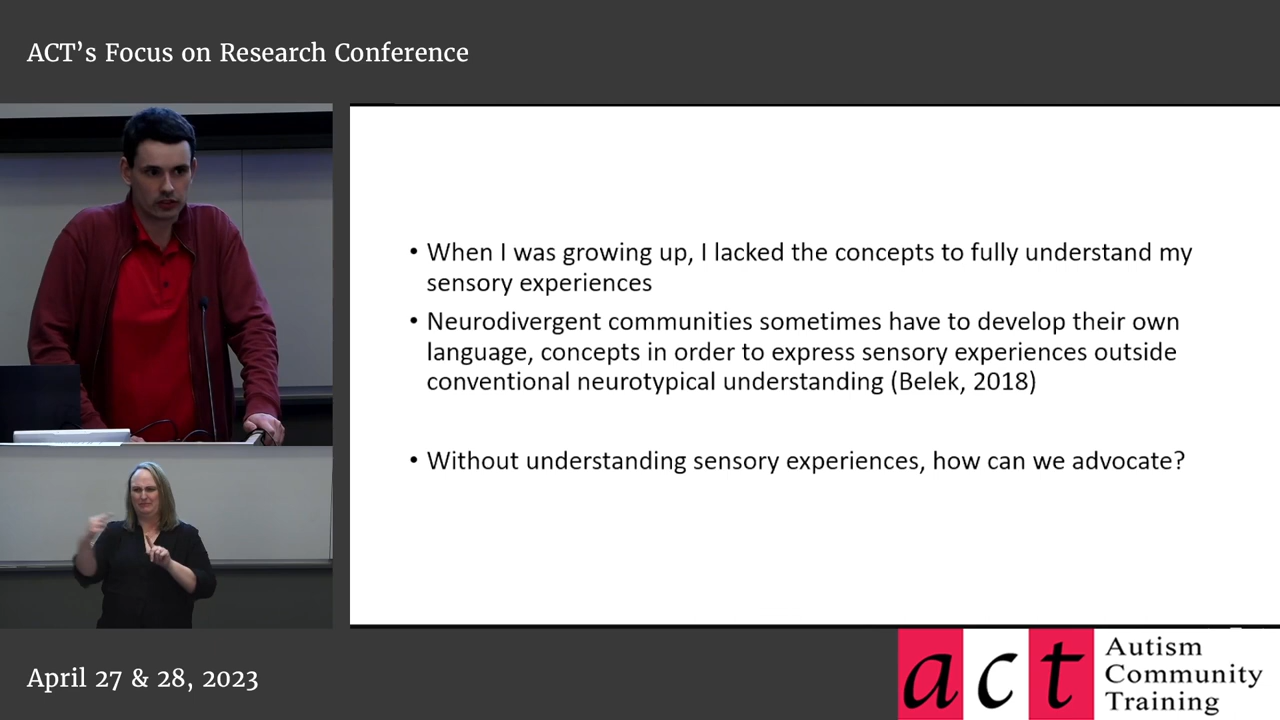 ACT’s Focus on Research Conference
• When I was growing up, I lacked the concepts to fully understand my
sensory experiences
• Neurodivergent communities sometimes have to develop their own
language, concepts in order to express sensory experiences outside
conventional neurotypical understanding (Belek, 2018)
• Without understanding sensory experiences, how can we advocate?
April 27 & 28, 2023
act
Autism
Community
Training